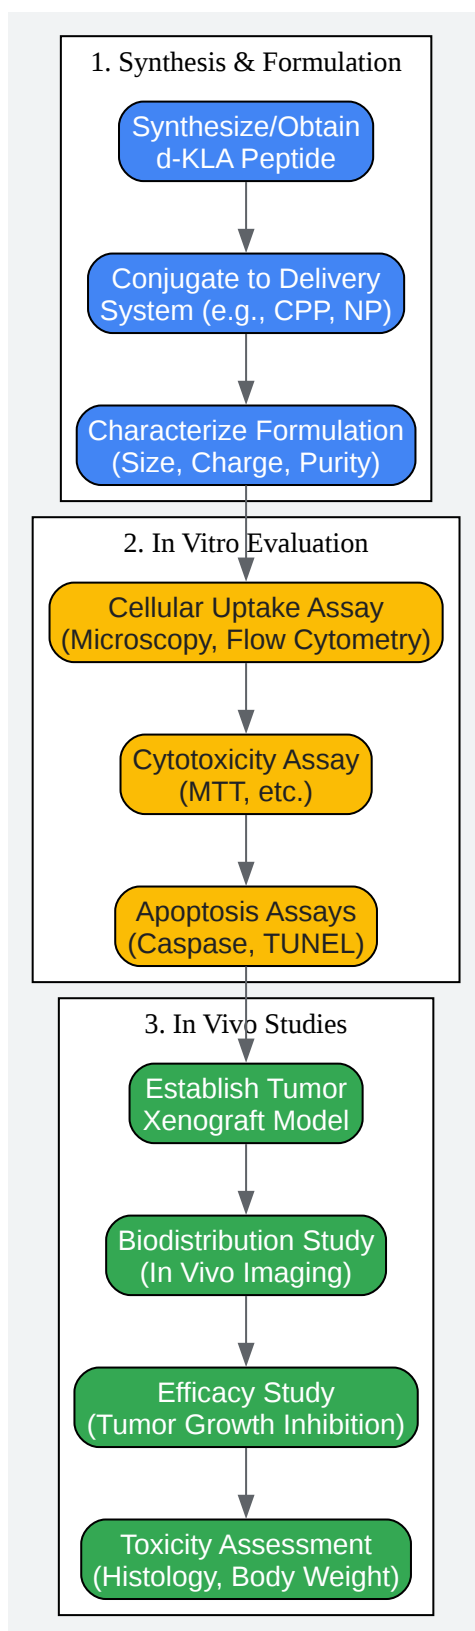 1. Synthesis & Formulation
Synthesize/Obtain
d-KLA Peptide
Conjugate to Delivery
System (e.g., CPP, NP)
Characterize Formulation
(Size, Charge, Purity)
2. In Vitro Evaluation
Cellular Uptake Assay
(Microscopy, Flow Cytometry)
Cytotoxicity Assay
(MTT, etc.)
Apoptosis Assays
(Caspase, TUNEL)
3. In Vivo Studies
Establish Tumor
Xenograft Model
Biodistribution Study
(In Vivo Imaging)
Efficacy Study
(Tumor Growth Inhibition)
Toxicity Assessment
(Histology, Body Weight)